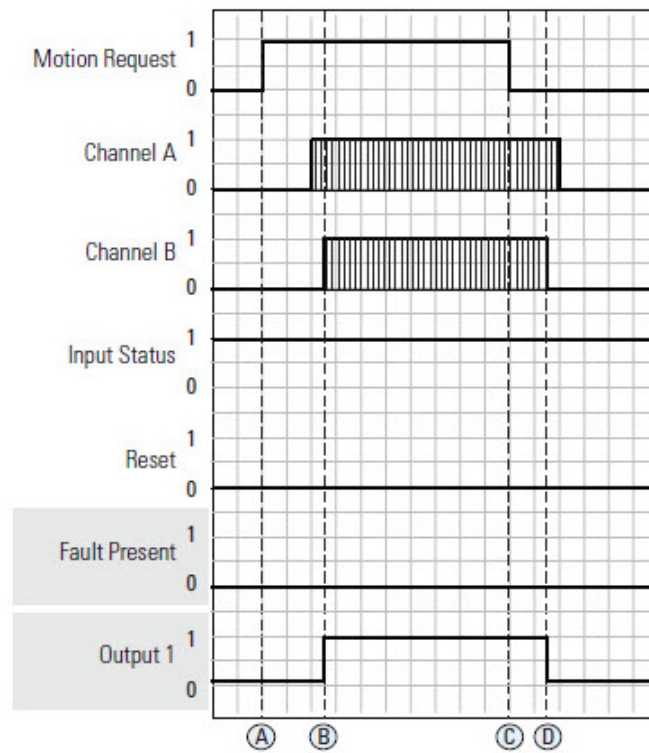 Motion Request 1
0
Channel A 1
0
Channel B 1
0
Input Status 1
0
Reset 1
0
Fault Present 1
0
Output 1 1
0
A B C D